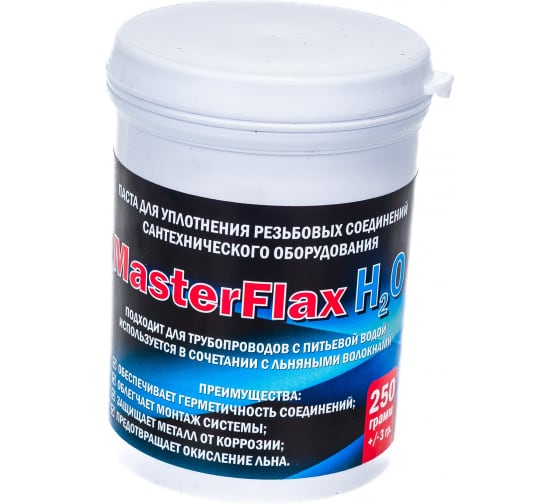 ПАСТА ДЛЯ УПЛОТНЕНИЯ РЕЗЬБОВЫХ СОЕДИНЕНИЙ
САНТЕХНИЧЕСКОГО ОБОРУДОВАНИЯ
MasterFlax H2O
ПОДХОДИТ ДЛЯ ТРУБОПРОВОДОВ С ПИТЬЕВОЙ ВОДОЙ
ИСПОЛЬЗУЕТСЯ В СОЧЕТАНИИ С ЛЬНЯНЫМИ ВОЛОКНАМИ
ПРЕИМУЩЕСТВА:
ОБЕСПЕЧИВАЕТ ГЕРМЕТИЧНОСТЬ СОЕДИНЕНИЙ;
ОБЛЕГЧАЕТ МОНТАЖ СИСТЕМЫ;
ЗАЩИЩАЕТ МЕТАЛЛ ОТ КОРРОЗИИ;
ПРЕДОТВРАЩАЕТ ОКИСЛЕНИЕ ЛЬНА.
250
грамм
+/-3 гр.